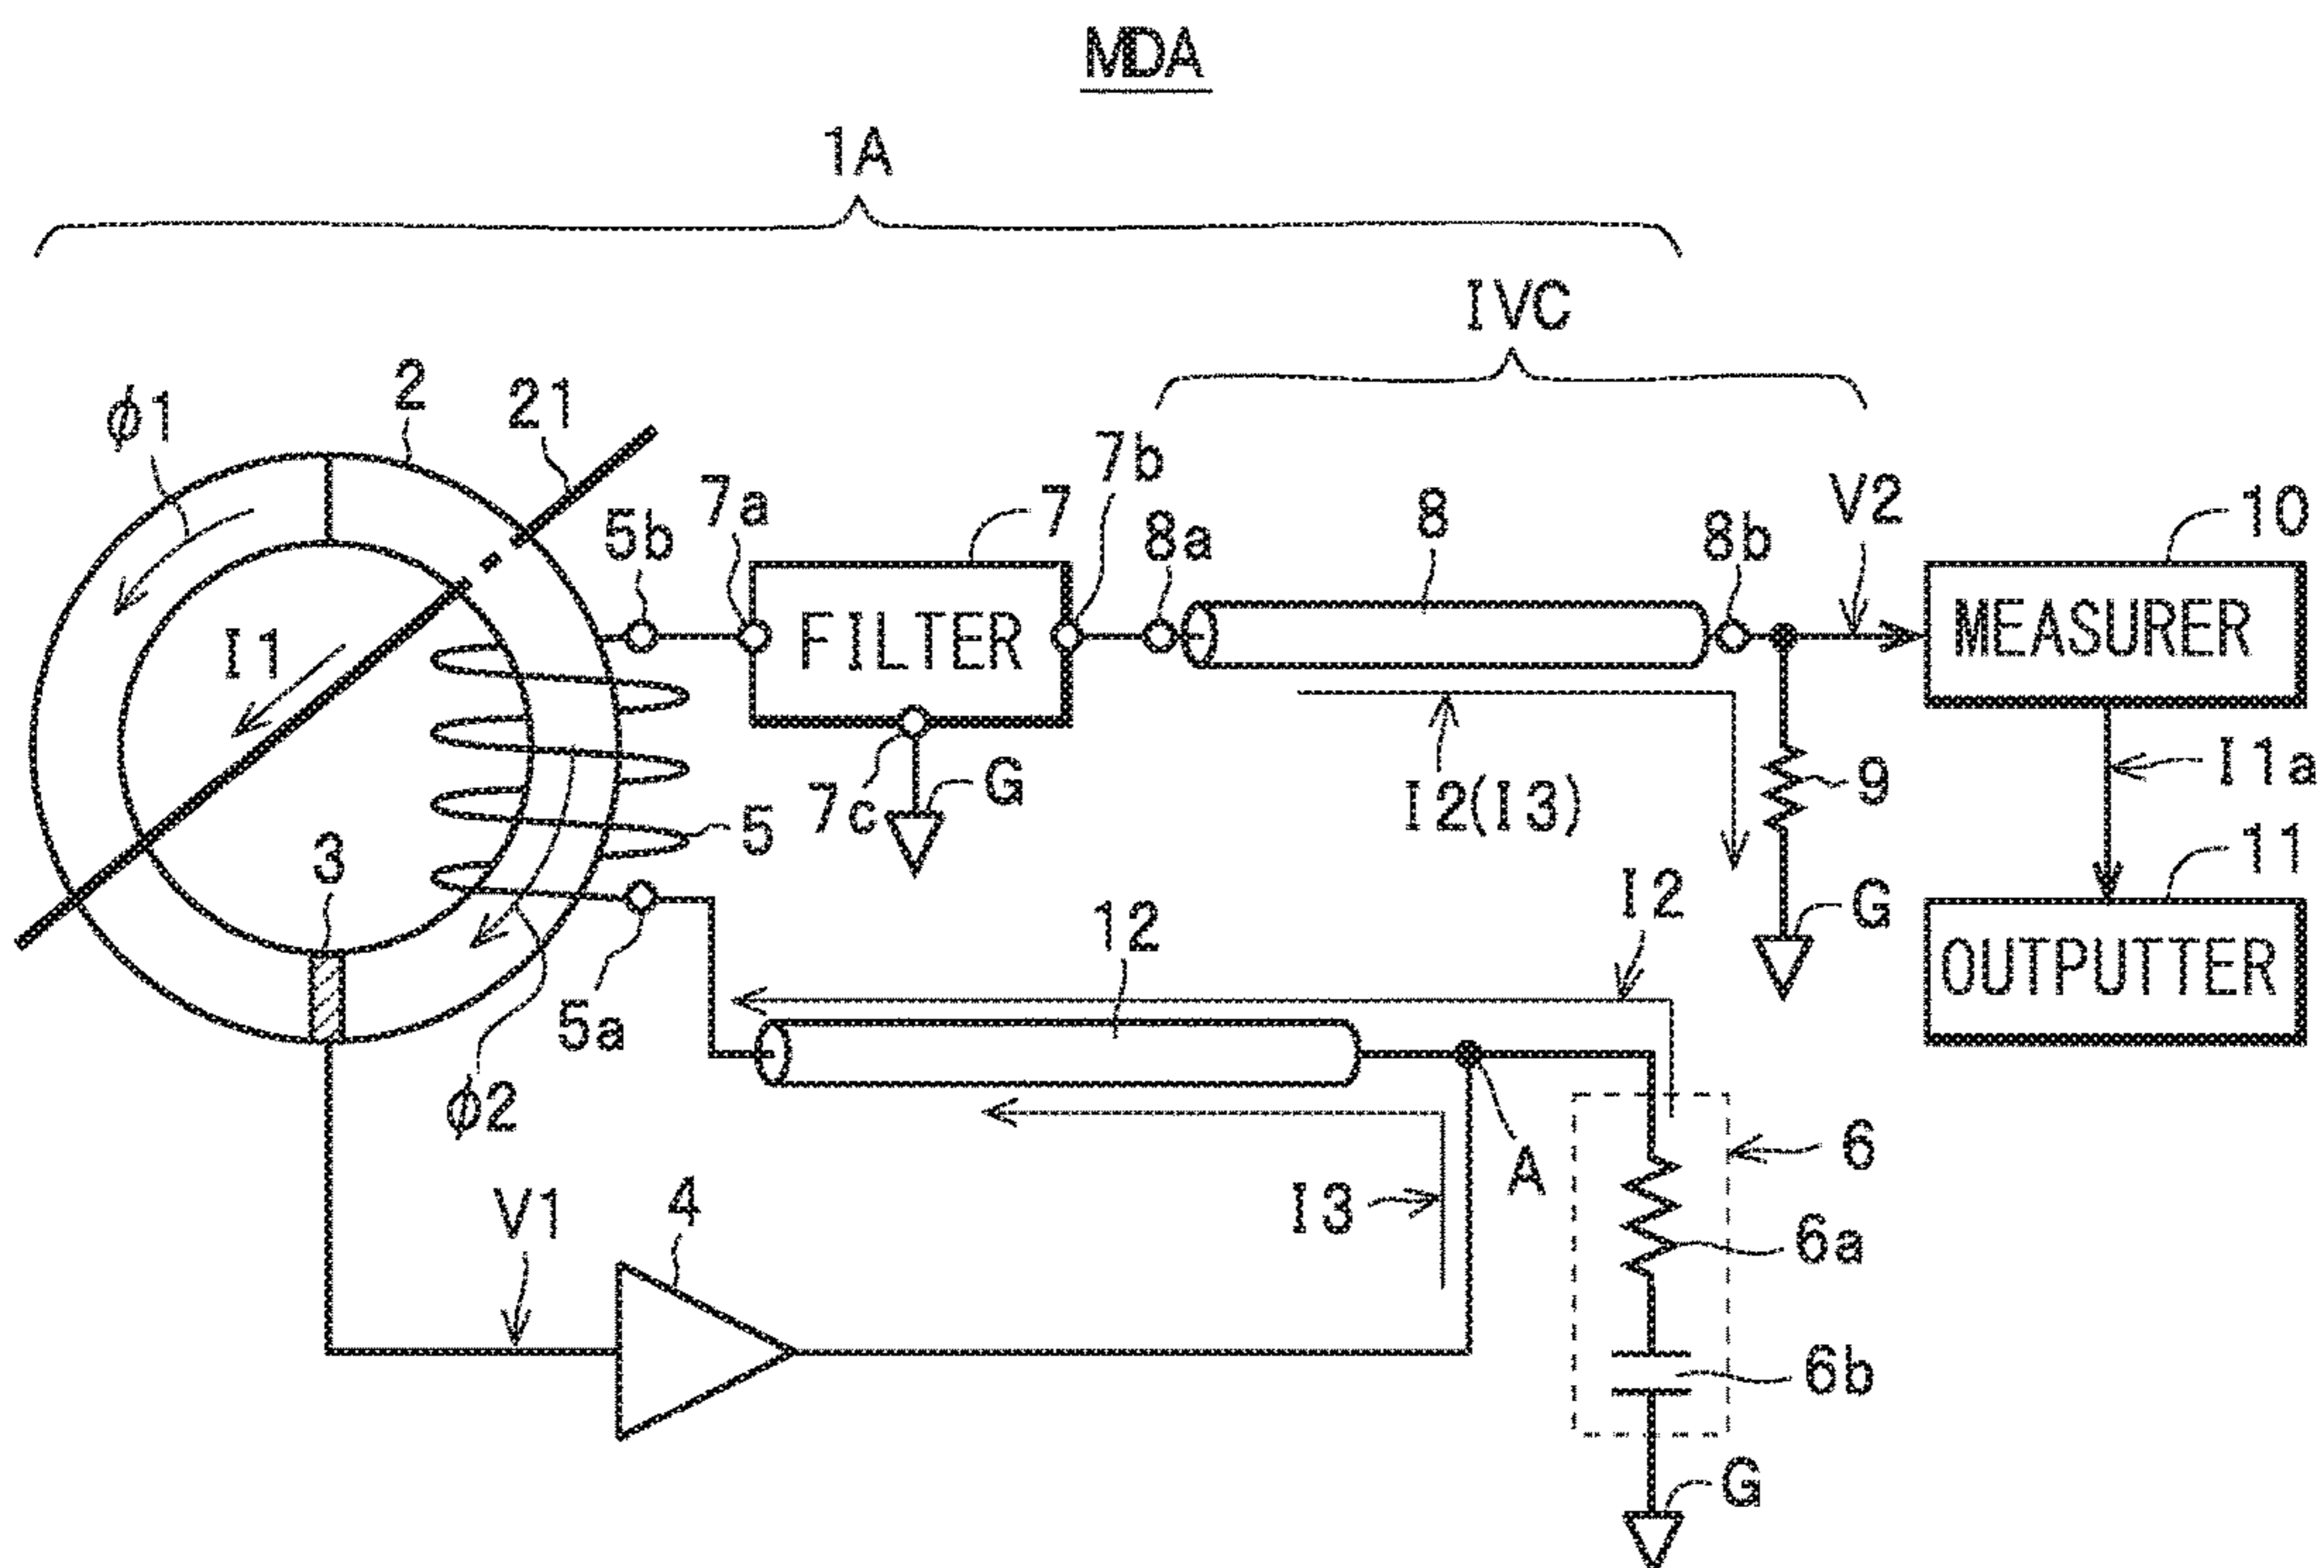 MDA
1A
IVC
ϕ1
2
21
5b
7a
7
7b
8a
8
8b
V2
10
FILTER
MEASURER
I1
7c
G
5
I2(I3)
9
I1a
3
5a
12
I2
G
11
OUTPUTTER
ϕ2
V1
4
I3
A
6
6a
6b
G